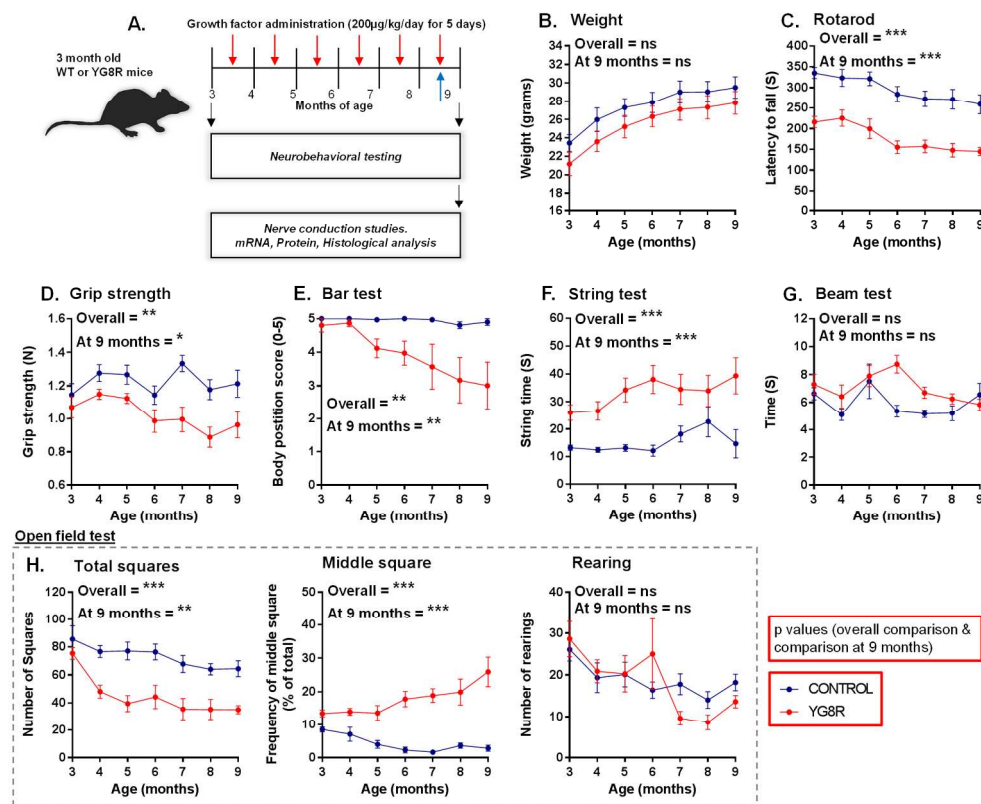 A.
Growth factor administration (200µg/kg/day for 5 days)
3 month old
WT or YG8R mice
3 4 5 6 7 8 9
Months of age
Neurobehavioral testing
Nerve conduction studies.
mRNA, Protein, Histological analysis
B. Weight
Overall = ns
At 9 months = ns
Weight (grams)
34
32
30
28
26
24
22
20
18
16
3 4 5 6 7 8 9
Age (months)
C. Rotarod
Overall = ***
At 9 months = ***
Latency to fall (S)
450
400
350
300
250
200
150
100
50
0
3 4 5 6 7 8 9
Age (months)
D. Grip strength
Overall = **
At 9 months = *
Grip strength (N)
1.6
1.4
1.2
1.0
0.8
0.6
3 4 5 6 7 8 9
Age (months)
E. Bar test
Overall = **
At 9 months = **
Body postition score (0-5)
5
4
3
2
1
0
3 4 5 6 7 8 9
Age (months)
F. String test
Overall = ***
At 9 months = ***
String time (S)
60
50
40
30
20
10
0
3 4 5 6 7 8 9
Age (months)
G. Beam test
Overall = ns
At 9 months = ns
Time (S)
12
10
8
6
4
2
0
3 4 5 6 7 8 9
Age (months)
Open field test
H. Total squares
Overall = ***
At 9 months = **
Number of Squares
120
100
80
60
40
20
0
3 4 5 6 7 8 9
Age (months)
Middle square
Overall = ***
At 9 months = ***
Frequency of middle square
(% of total)
50
40
30
20
10
0
3 4 5 6 7 8 9
Age (months)
Rearing
Overall = ns
At 9 months = ns
Number of rearings
40
30
20
10
0
3 4 5 6 7 8 9
Age (months)
p values (overall comparison &
comparison at 9 months)
CONTROL
YG8R